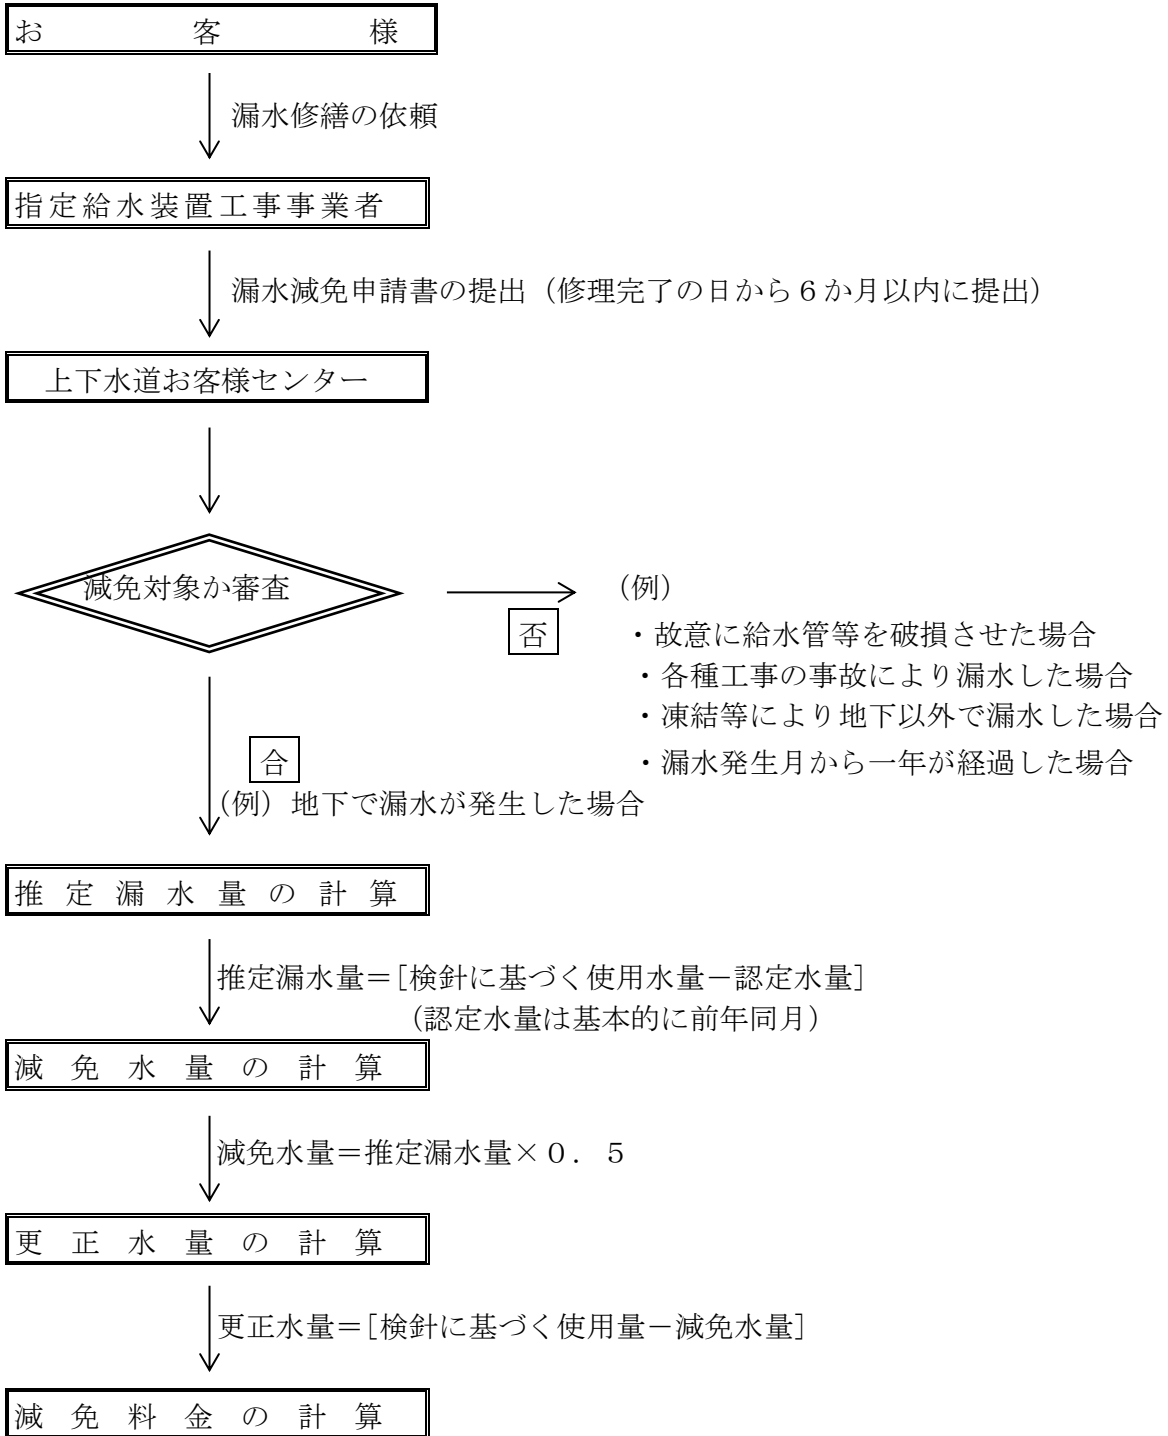 お客様
漏水修繕の依頼
指定給水装置工事事業者
漏水減免申請書の提出（修理完了の日から６か月以内に提出）
上下水道お客様センター
減免対象か審査
（例）
否
・故意に給水管等を破損させた場合
・各種工事の事故により漏水した場合
・凍結等により地下以外で漏水した場合
・漏水発生月から一年が経過した場合
合
（例）地下で漏水が発生した場合
推定漏水量の計算
推定漏水量＝［検針に基づく使用水量－認定水量］
（認定水量は基本的に前年同月）
減免水量の計算
減免水量＝推定漏水量×０．５
更正水量の計算
更正水量＝［検針に基づく使用量－減免水量］
減免料金の計算